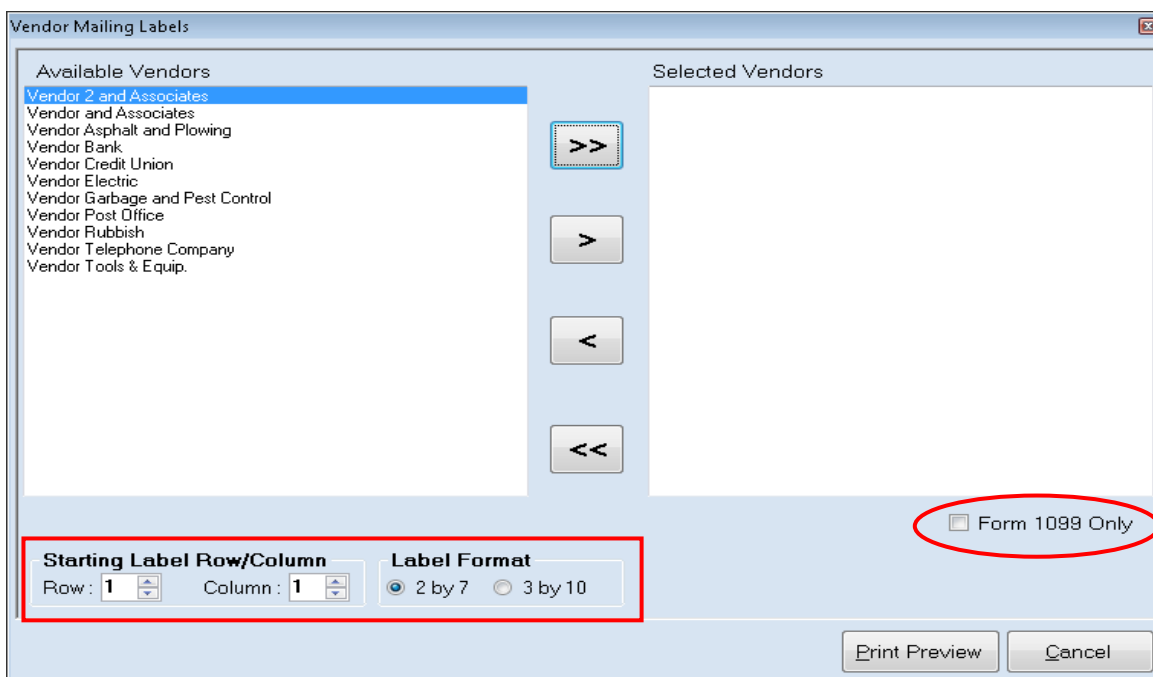 Vendor Mailing Labels
Available Vendors
Selected Vendors
Vendor 2 and Associates
Vendor and Associates
Vendor Asphalt and Plowing
Vendor Bank
Vendor Credit Union
Vendor Electric
Vendor Garbage and Pest Control
Vendor Post Office
Vendor Rubbish
Vendor Telephone Company
Vendor Tools & Equip.
>>
>
<
<<
Form 1099 Only
Starting Label Row/Column
Label Format
Row : 1 Column : 1
2 by 7 3 by 10
Print Preview Cancel